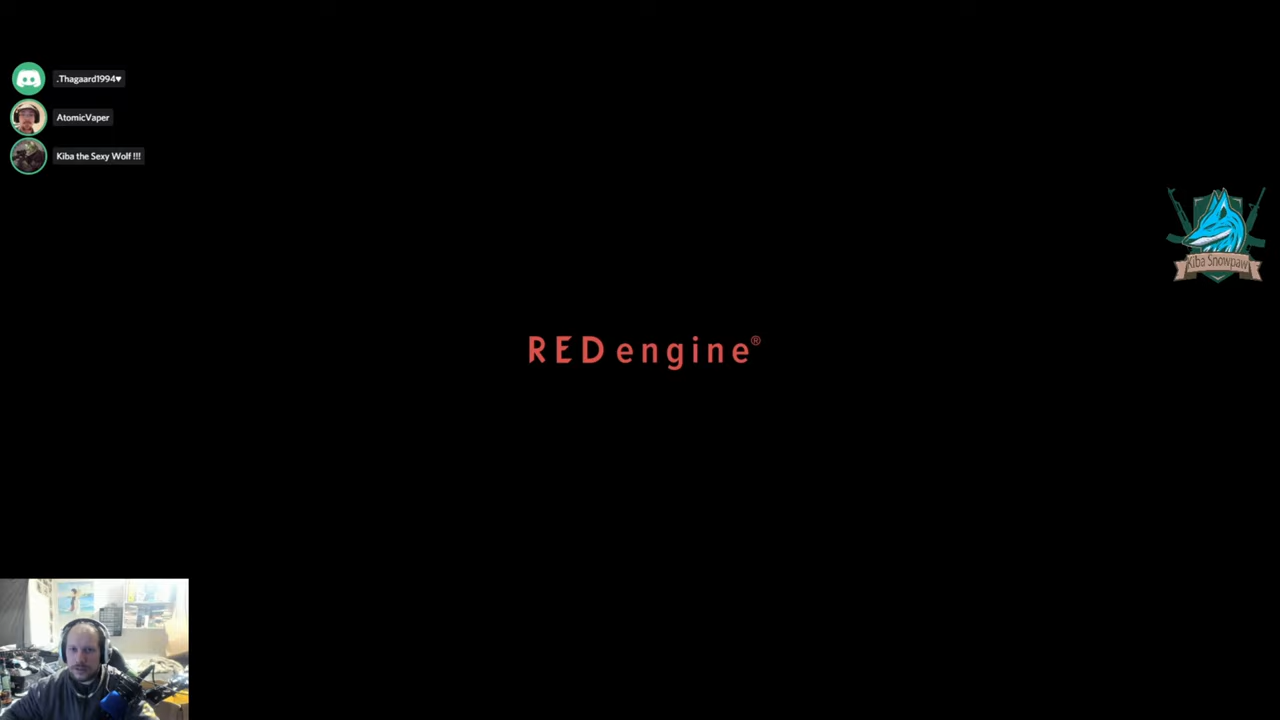 .Thagaard1994♥
AtomicVaper
Kiba the Sexy Wolf !!!
Kiba Snowpaw
RED engine®